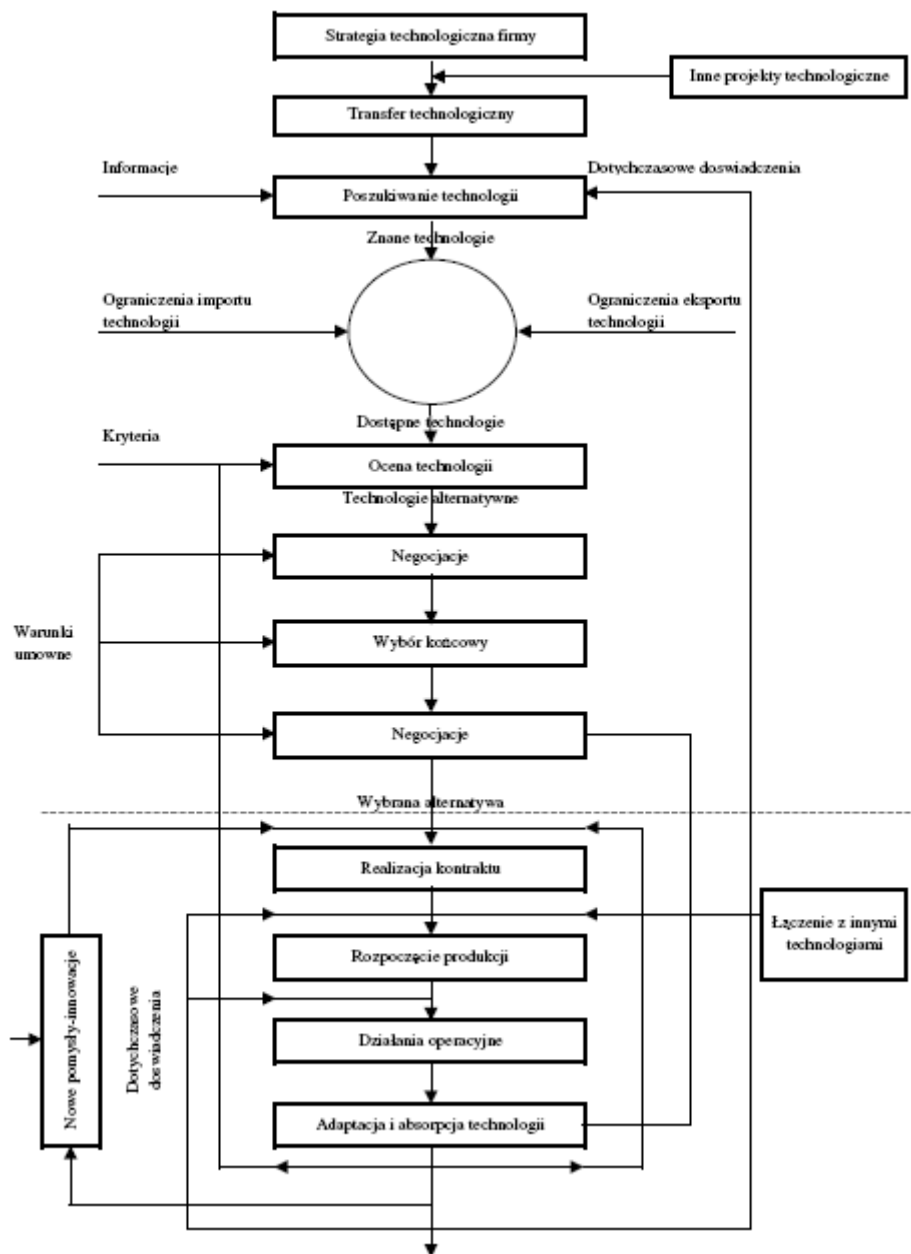 Strategia technologiczna firmy
Inne projekty technologiczne
Transfer technologiczny
Informacje
Dotychczasowe doswiadczenia
Poszukiwanie technologii
Znane technologie
Ograniczenia importu
technologii
Ograniczenia eksportu
technologii
Dostępne technologie
Kryteria
Ocena technologii
Technologie alternatywne
Negocjacje
Warunki
umowne
Wybór końcowy
Negocjacje
Wybrana alternatywa
Realizacja kontraktu
Łączenie z innymi
technologiami
Rozpoczęcie produkcji
Nowe pomysły-innowacje
Dotychczasowe
doswiadczenia
Działania operacyjne
Adaptacja i absorpcja technologii